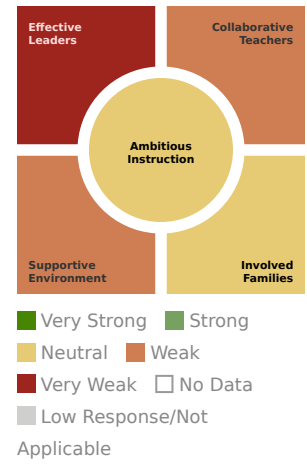 Effective
Leaders
Collaborative
Teachers
Ambitious
Instruction
Supportive
Environment
Involved
Families
Very Strong Strong
Neutral Weak
Very Weak No Data
Low Response/Not
Applicable